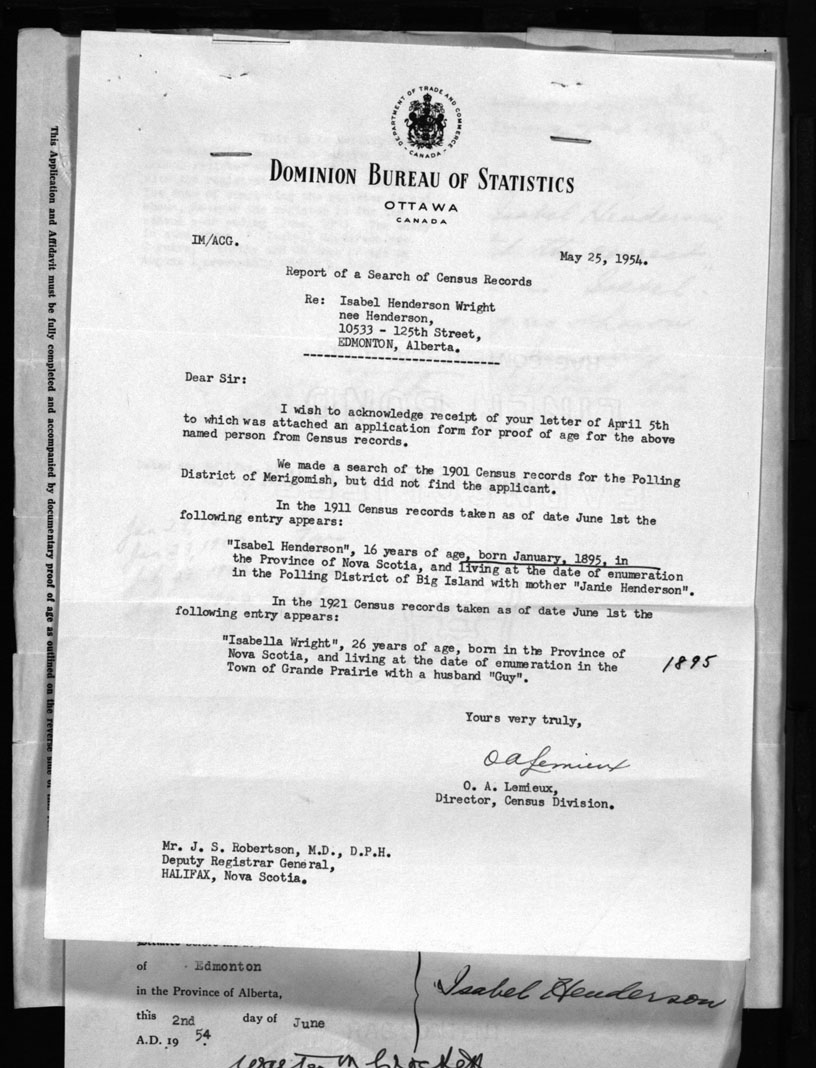 DEPARTMENT OF TRADE AND COMMERCE
- CANADA -
DOMINION BUREAU OF STATISTICS
OTTAWA
CANADA
IM/ACG.
May 25, 1954.
Report of a Search of Census Records
Re: Isabel Henderson Wright
nee Henderson,
10533 - 125th Street,
EDMONTON, Alberta.
-----------------------------
Dear Sir:
I wish to acknowledge receipt of your letter of April 5th
to which was attached an application form for proof of age for the above
named person from Census records.
We made a search of the 1901 Census records for the Polling
District of Merigomish, but did not find the applicant.
In the 1911 Census records taken as of date June 1st the
following entry appears:
"Isabel Henderson", 16 years of age, born January, 1895, in
the Province of Nova Scotia, and living at the date of enumeration
in the Polling District of Big Island with mother "Janie Henderson".
In the 1921 Census records taken as of date June 1st the
following entry appears:
"Isabella Wright", 26 years of age, born in the Province of
Nova Scotia, and living at the date of enumeration in the
Town of Grande Prairie with a husband "Guy".
1895
Yours very truly,
O A Lemieux
O. A. Lemieux,
Director, Census Division.
Mr. J. S. Robertson, M.D., D.P.H.
Deputy Registrar General,
HALIFAX, Nova Scotia.
This Application and Affidavit must be fully completed and accompanied by documentary proof of age as outlined on the reverse side of
of Edmonton
in the Province of Alberta,
this 2nd day of June
A.D. 19 54.
Isabel Henderson